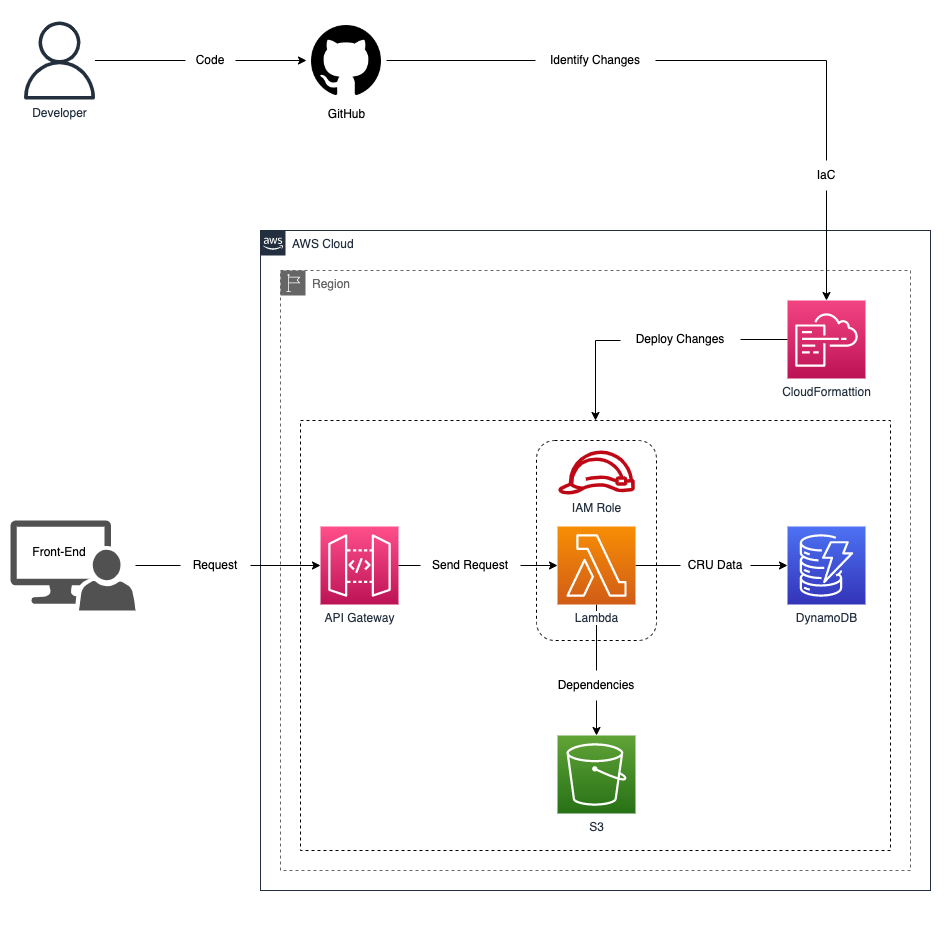 Code
Identify Changes
Developer
GitHub
IaC
aws
AWS Cloud
Region
Deploy Changes
CloudFormattion
IAM Role
Front-End
Request
</>
Send Request
CRU Data
API Gateway
Lambda
DynamoDB
Dependencies
S3